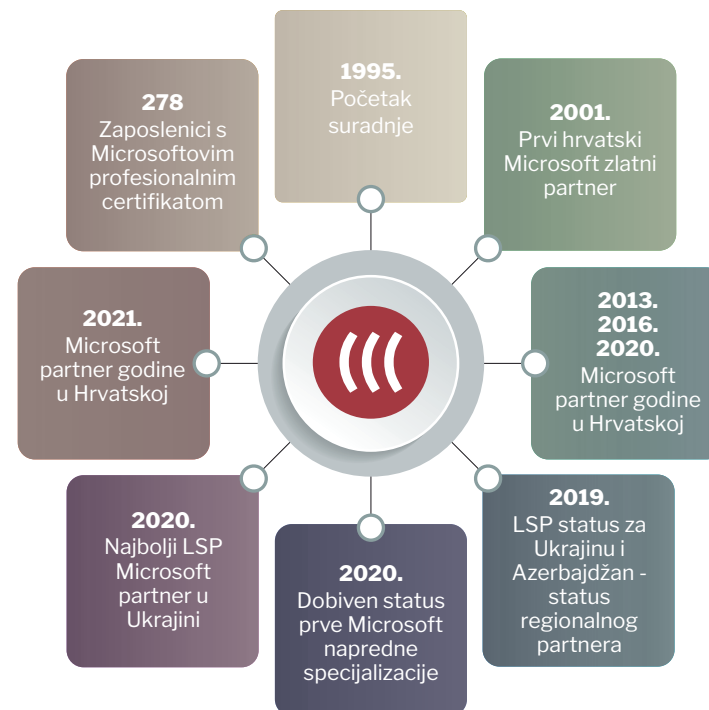 1995.
Početak
suradnje
2001.
Prvi hrvatski
Microsoft zlatni
partner
2013.
2016.
2020.
Microsoft
partner godine
u Hrvatskoj
2019.
LSP status za
Ukrajinu i
Azerbajdžan -
status
regionalnog
partnera
2020.
Dobiven status
prve Microsoft
napredne
specijalizacije
2020.
Najbolji LSP
Microsoft
partner u
Ukrajini
2021.
Microsoft
partner godine
u Hrvatskoj
278
Zaposlenici s
Microsoftovim
profesionalnim
certifikatom